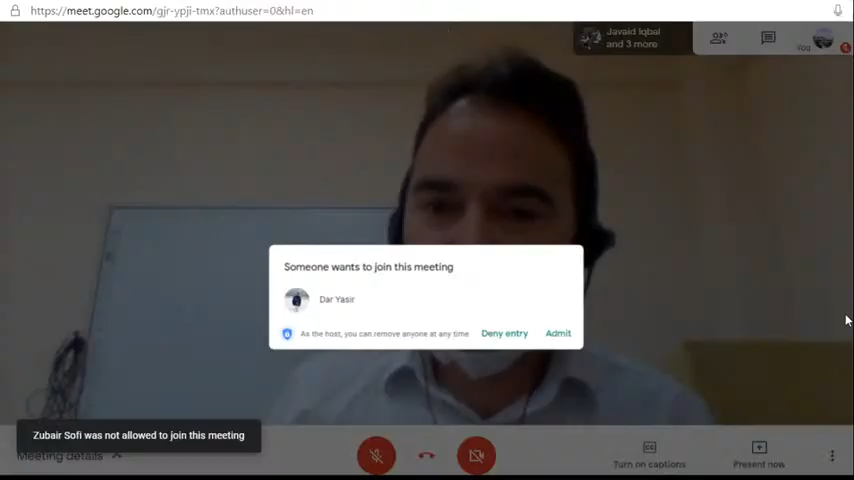 https://meet.google.com/gjr-ypji-tmx?authuser=0&hl=en
Javaid Iqbal
and 3 more
You
Someone wants to join this meeting
Dar Yasir
As the host, you can remove anyone at any time
Deny entry
Admit
Zubair Sofi was not allowed to join this meeting
Meeting details
Turn on captions
Present now